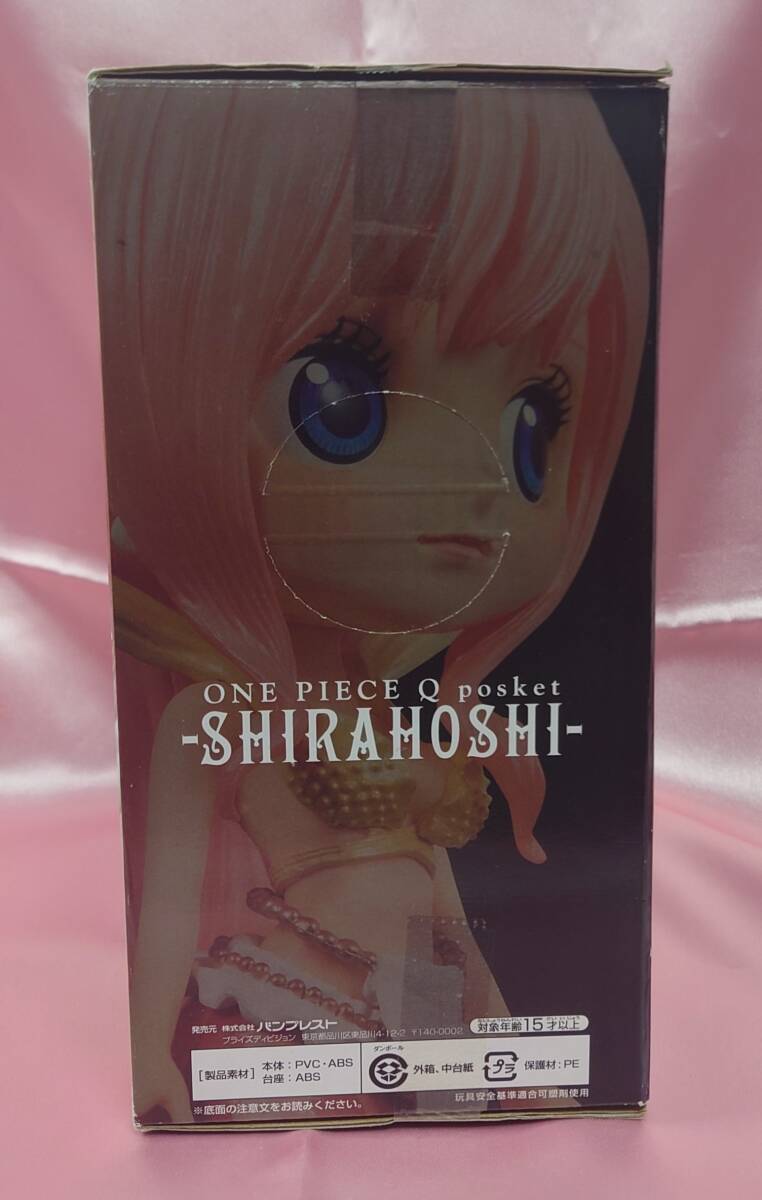 ONE PIECE Q posket
-SHIRAHOSHI-
発売元 株式会社 バンプレスト
プライズディビジョン 東京都品川区東品川4-12-2 〒140-0002
対象年齢15才以上
[製品素材] 本体:PVC・ABS
台座:ABS
ダンボール
外箱、中台紙
プラ
保護材:PE
※底面の注意文をお読みください。
玩具安全基準適合可塑剤使用